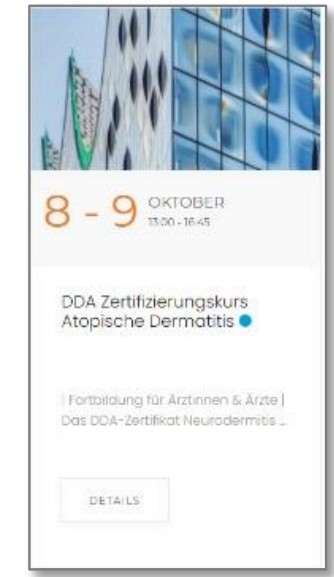 8 - 9 OKTOBER
13:00 - 16:45
DDA Zertifizierungskurs
Atopische Dermatitis
| Fortbildung für Ärztinnen & Ärzte |
Das DDA-Zertifikat Neurodermitis ...
DETAILS